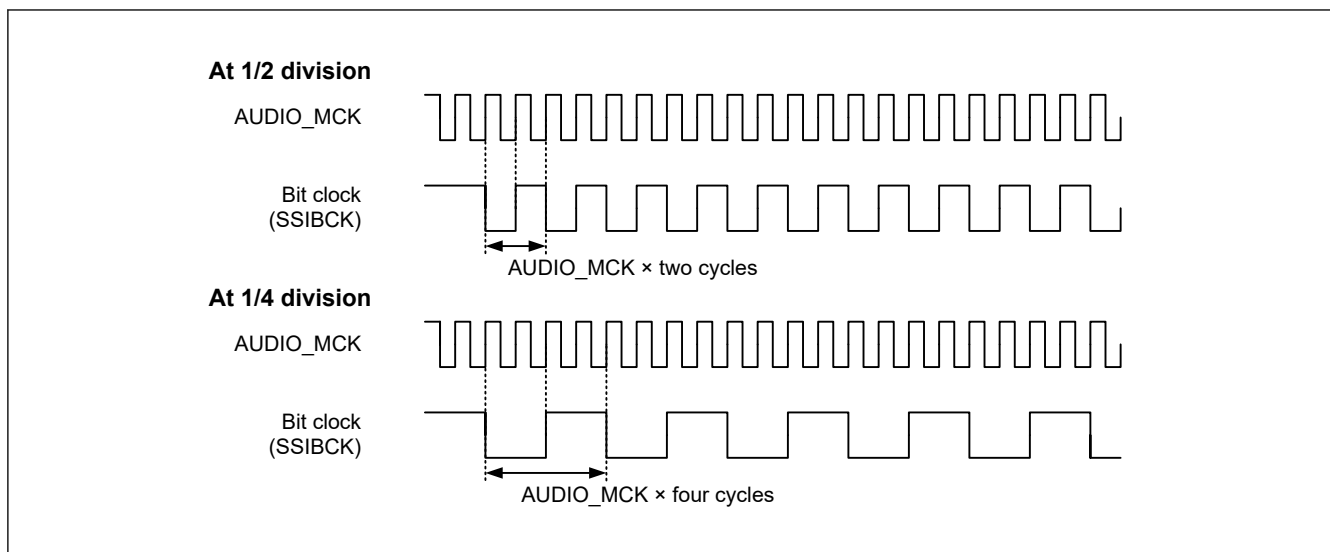 At 1/2 division
AUDIO_MCK
Bit clock
(SSIBCK)
AUDIO_MCK × two cycles
At 1/4 division
AUDIO_MCK
Bit clock
(SSIBCK)
AUDIO_MCK × four cycles